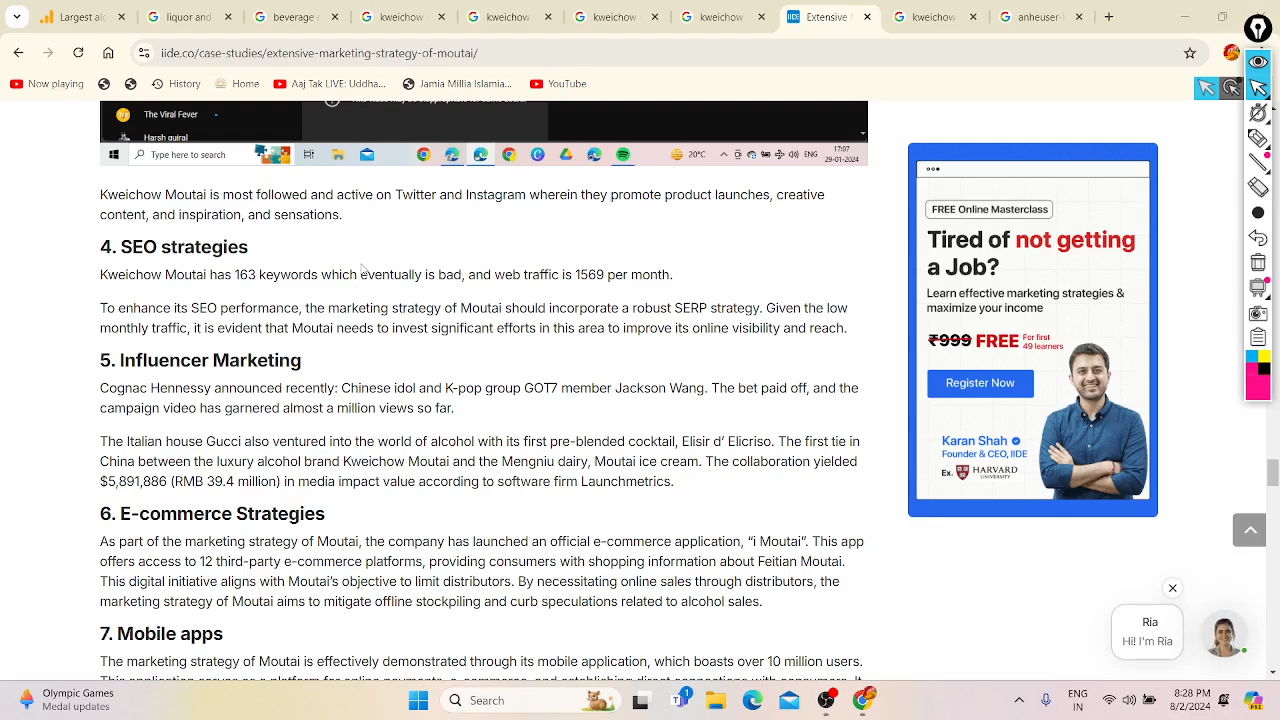 Analytics
liquor and
beverage
kweichow
kweichow
kweichow
kweichow
IIDE
Extensive
kweichow
anheuser-
iide.co/case-studies/extensive-marketing-strategy-of-moutai/
Now playing
History
Home
Aaj Tak LIVE: Uddha...
Jamia Millia Islamia...
YouTube
The Viral Fever
Harsh gujral
Type here to search
20°C
ENG
17:07
29-01-2024
Kweichow Moutai is most followed and active on Twitter and Instagram wherein they promote product launches, creative
content, and inspiration, and sensations.
4. SEO strategies
Kweichow Moutai has 163 keywords which eventually is bad, and web traffic is 1569 per month.
To enhance its SEO performance, the marketing strategy of Moutai should incorporate a robust SERP strategy. Given the low
monthly traffic, it is evident that Moutai needs to invest significant efforts in this area to improve its online visibility and reach.
5. Influencer Marketing
Cognac Hennessy announced recently: Chinese idol and K-pop group GOT7 member Jackson Wang. The bet paid off, and the
campaign video has garnered almost a million views so far.
The Italian house Gucci also ventured into the world of alcohol with its first pre-blended cocktail, Elisir d’ Elicriso. The first tie in
China between the luxury alcohol brand Kweichow Moutai and the Mengniu dairy, Moutai ice cream. The collaboration yielded
$5,891,886 (RMB 39.4 million) in media impact value according to software firm Launchmetrics.
6. E-commerce Strategies
As part of the marketing strategy of Moutai, the company has launched an official e-commerce application, “i Moutai”. This app
offers access to 12 third-party e-commerce platforms, providing consumers with shopping information about Feitian Moutai.
This digital initiative aligns with Moutai’s objective to limit distributors. By necessitating online sales through distributors, the
marketing strategy of Moutai aims to mitigate offline stockpiling and curb speculations related to alcohol sales.
7. Mobile apps
The marketing strategy of Moutai is effectively demonstrated through its mobile application, which boasts over 10 million users.
FREE Online Masterclass
Tired of not getting
a Job?
Learn effective marketing strategies &
maximize your income
₹999 FREE For first
49 learners
Register Now
Karan Shah
Founder & CEO, IIDE
Ex. HARVARD
UNIVERSITY
Ria
Hi! I'm Ria
Olympic Games
Medal updates
Search
1
ENG
IN
8:28 PM
PRE